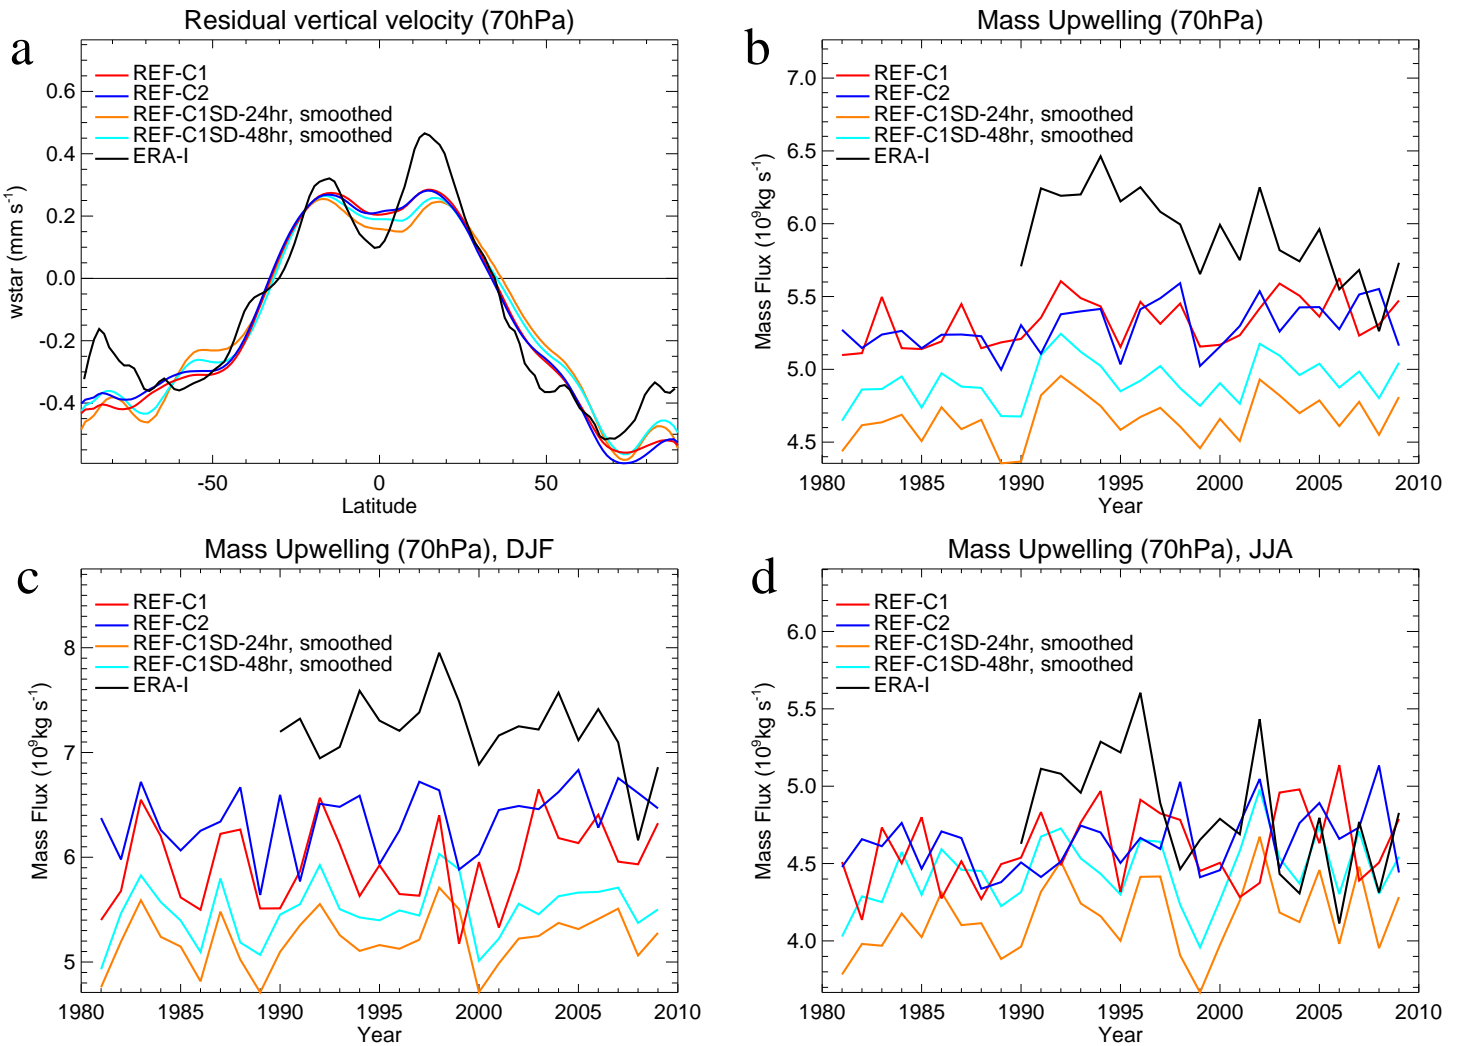 a
Residual vertical velocity (70hPa)
REF-C1
REF-C2
REF-C1SD-24hr, smoothed
REF-C1SD-48hr, smoothed
ERA-I
wstar (mm s⁻¹)
0.6
0.4
0.2
0.0
-0.2
-0.4
-50
0
50
Latitude
b
Mass Upwelling (70hPa)
REF-C1
REF-C2
REF-C1SD-24hr, smoothed
REF-C1SD-48hr, smoothed
ERA-I
Mass Flux (10⁹kg s⁻¹)
7.0
6.5
6.0
5.5
5.0
4.5
1980
1985
1990
1995
2000
2005
2010
Year
c
Mass Upwelling (70hPa), DJF
REF-C1
REF-C2
REF-C1SD-24hr, smoothed
REF-C1SD-48hr, smoothed
ERA-I
Mass Flux (10⁹kg s⁻¹)
8
7
6
5
1980
1985
1990
1995
2000
2005
2010
Year
d
Mass Upwelling (70hPa), JJA
REF-C1
REF-C2
REF-C1SD-24hr, smoothed
REF-C1SD-48hr, smoothed
ERA-I
Mass Flux (10⁹kg s⁻¹)
6.0
5.5
5.0
4.5
4.0
1980
1985
1990
1995
2000
2005
2010
Year